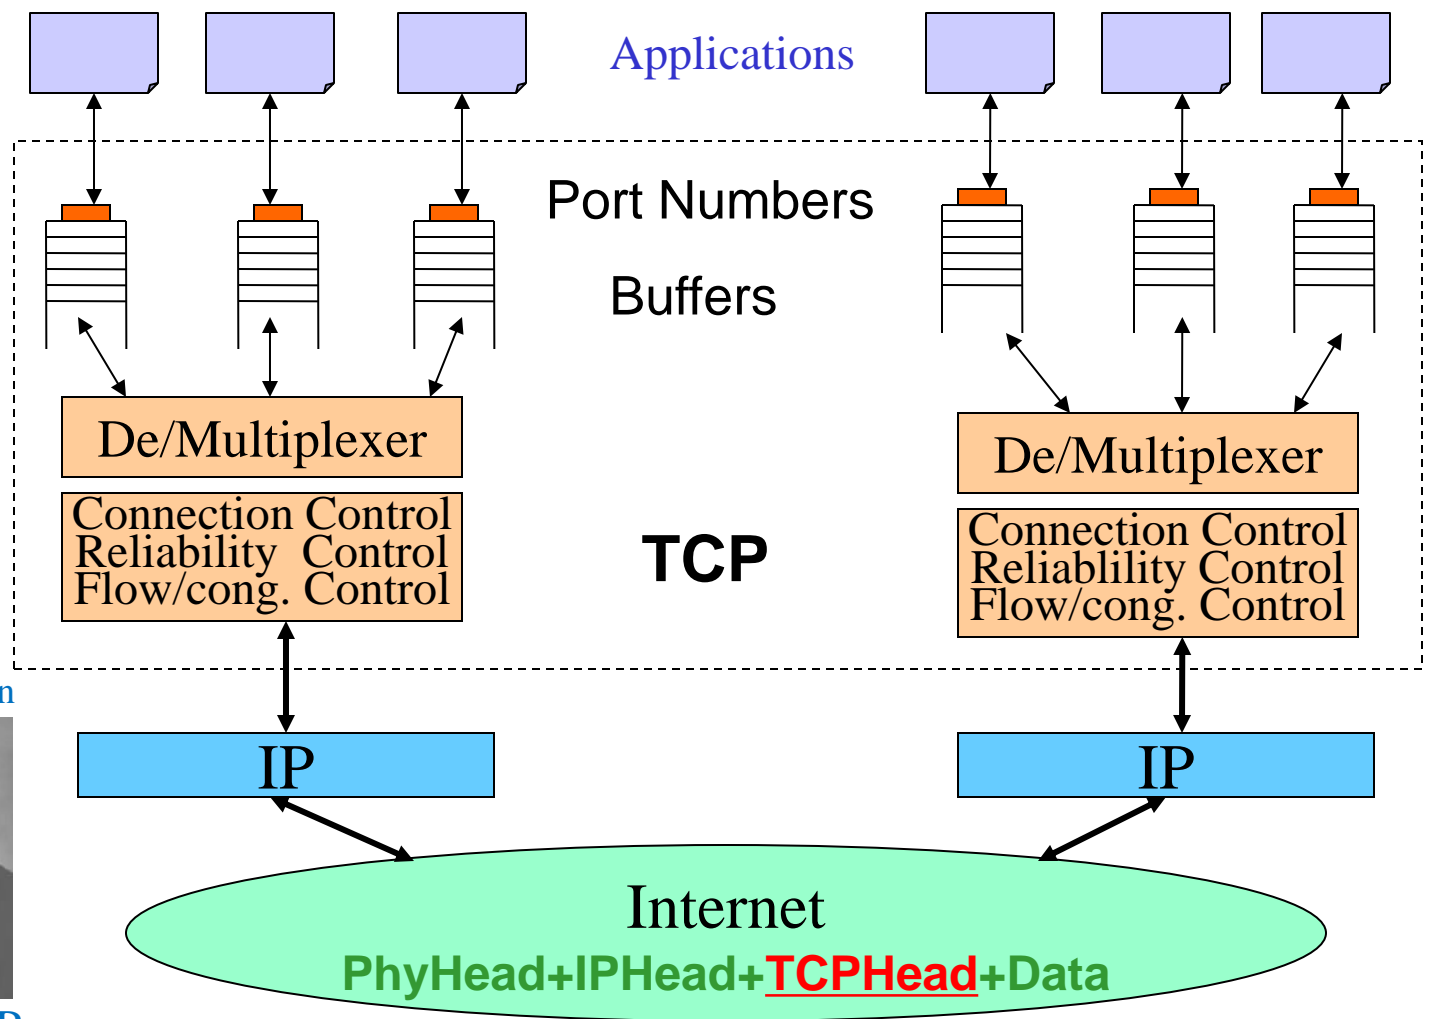 Applications
Port Numbers
Buffers
De/Multiplexer
De/Multiplexer
Connection Control
Reliability Control
Flow/cong. Control
TCP
Connection Control
Reliablility Control
Flow/cong. Control
IP
IP
Internet
PhyHead+IPHead+TCPHead+Data